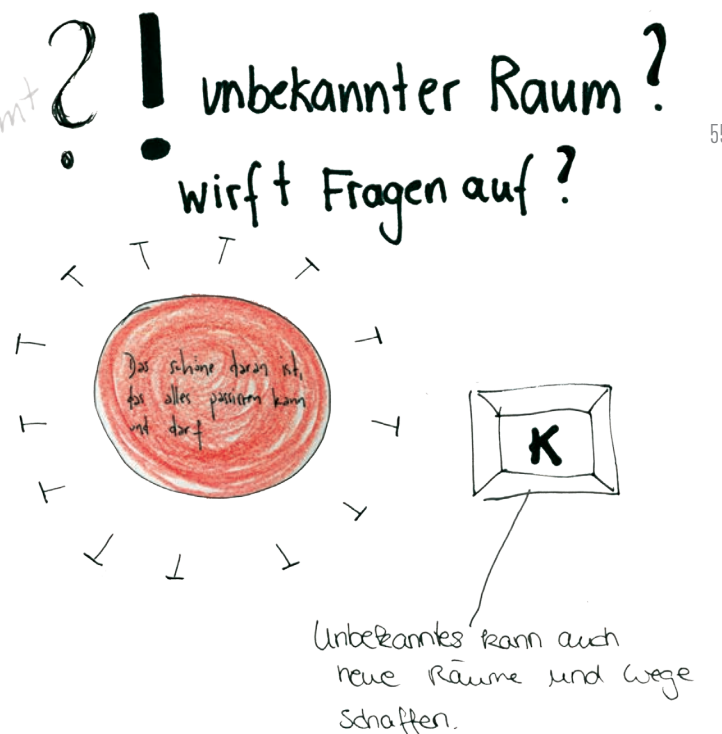 ?! unbekannter Raum?
wirft Fragen auf?
Das schöne daran ist,
das alles passieren kann
und darf
K
Unbekanntes kann auch
neue Räume und Wege
schaffen.